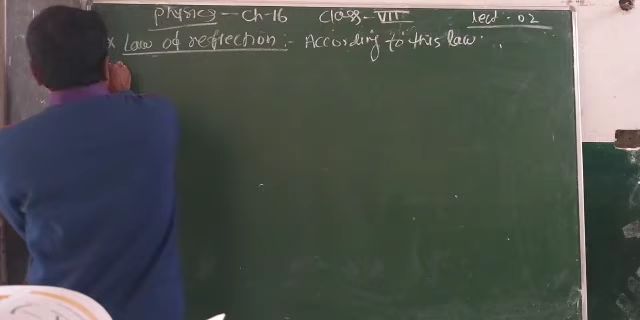 Physics - Ch-16 Class - VII Lect - 02
* Law of reflection :- According to this law :